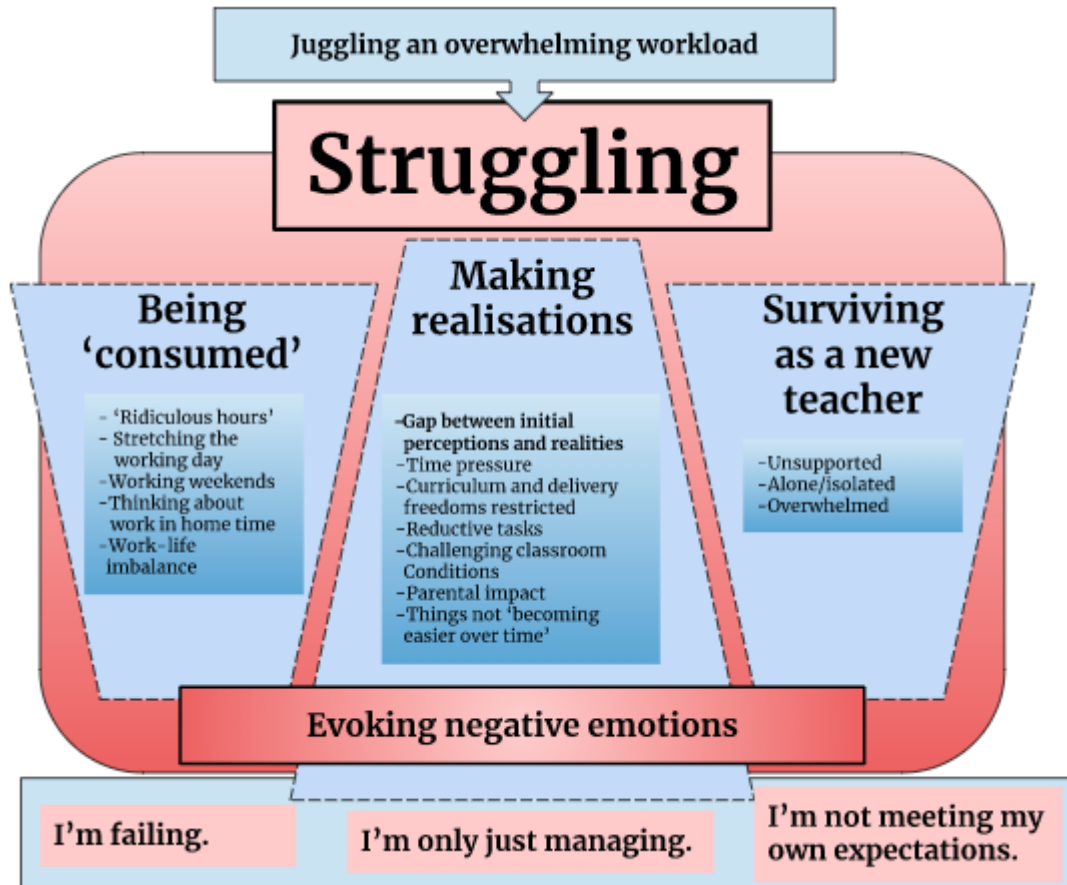 Juggling an overwhelming workload
Struggling
Being
‘consumed’
- ‘Ridiculous hours’
- Stretching the
working day
-Working weekends
-Thinking about
work in home time
-Work-life
imbalance
Making
realisations
-Gap between initial
perceptions and realities
-Time pressure
-Curriculum and delivery
freedoms restricted
-Reductive tasks
-Challenging classroom
Conditions
-Parental impact
-Things not ‘becoming
easier over time’
Surviving
as a new
teacher
-Unsupported
-Alone/isolated
-Overwhelmed
Evoking negative emotions
I’m failing.
I’m only just managing.
I’m not meeting my
own expectations.